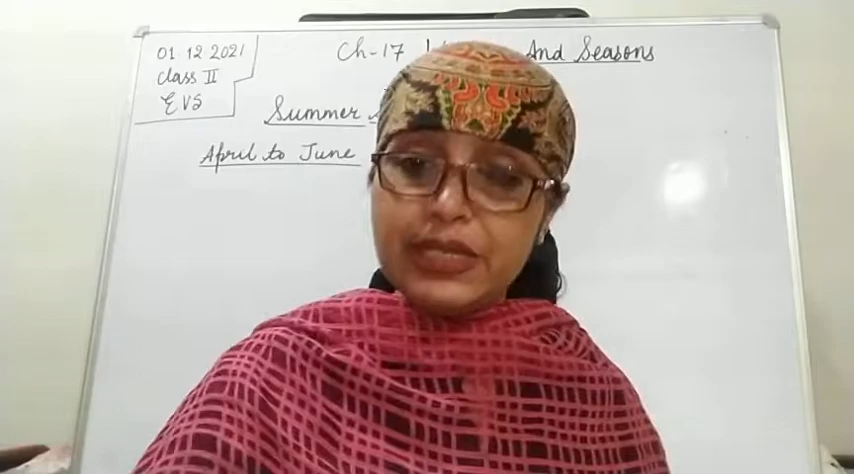 01 12 2021
Class II
EVS
Ch-17 And Seasons
Summer
April to June